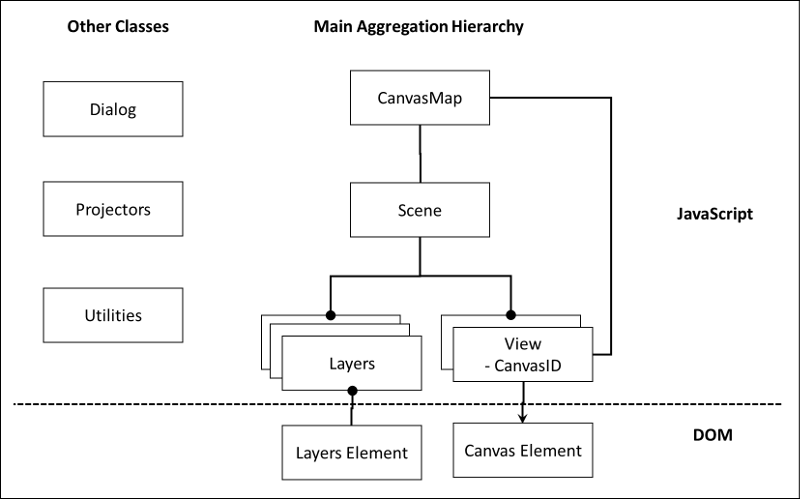 Other Classes
Main Aggregation Hierarchy
Dialog
CanvasMap
Projectors
Scene
JavaScript
Utilities
Layers
View
- CanvasID
DOM
Layers Element
Canvas Element